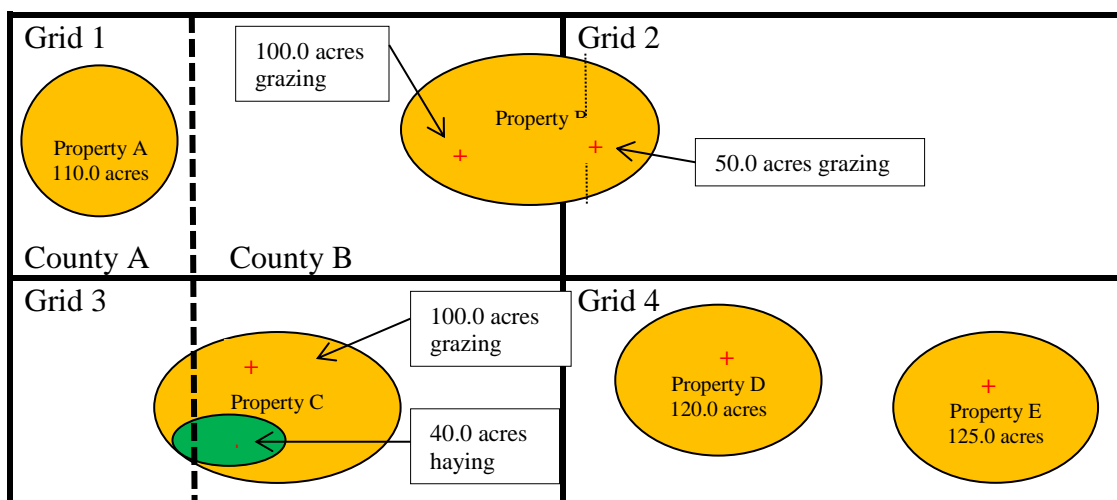 Grid 1
100.0 acres
grazing
Grid 2
Property A
110.0 acres
Property
50.0 acres grazing
County A
County B
Grid 3
100.0 acres
grazing
Grid 4
Property C
Property D
120.0 acres
Property E
125.0 acres
40.0 acres
haying